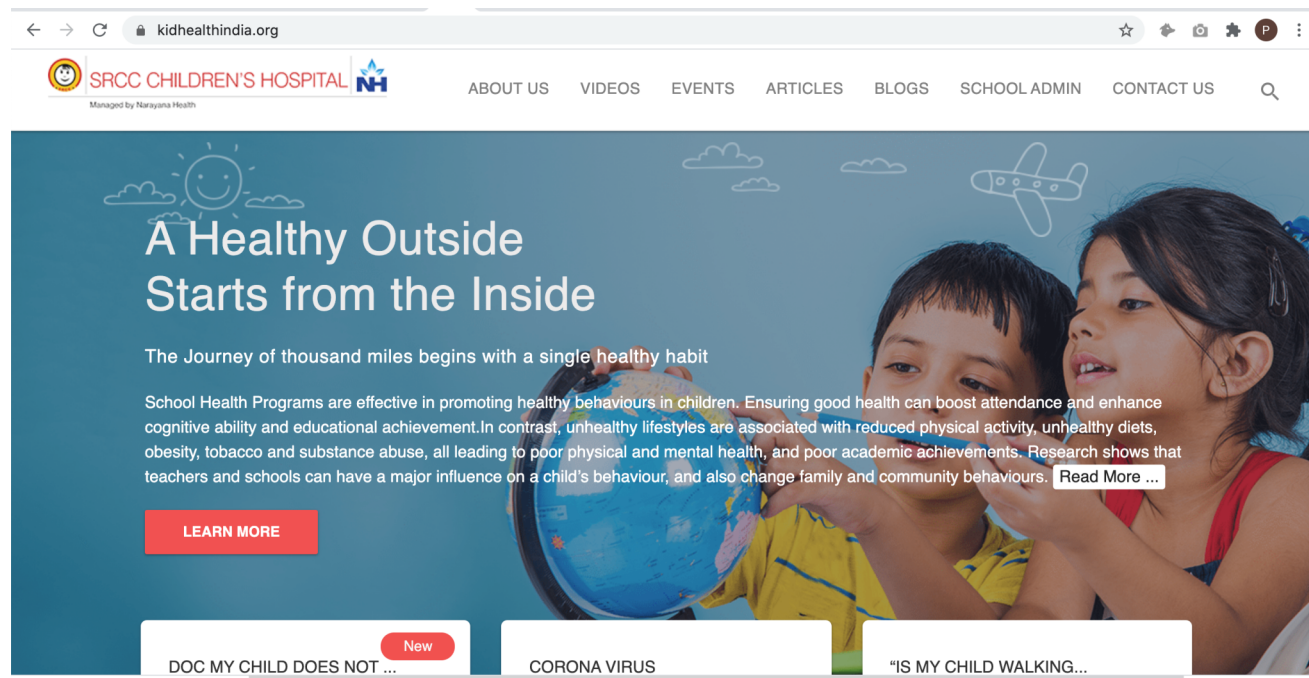 kidhealthindia.org
P
SRCC CHILDREN'S HOSPITAL NH
Managed by Narayana Health
ABOUT US VIDEOS EVENTS ARTICLES BLOGS SCHOOL ADMIN CONTACT US
A Healthy Outside
Starts from the Inside
The Journey of thousand miles begins with a single healthy habit
School Health Programs are effective in promoting healthy behaviours in children. Ensuring good health can boost attendance and enhance
cognitive ability and educational achievement.In contrast, unhealthy lifestyles are associated with reduced physical activity, unhealthy diets,
obesity, tobacco and substance abuse, all leading to poor physical and mental health, and poor academic achievements. Research shows that
teachers and schools can have a major influence on a child's behaviour, and also change family and community behaviours. Read More ...
LEARN MORE
New
DOC MY CHILD DOES NOT ...
CORONA VIRUS
“IS MY CHILD WALKING...